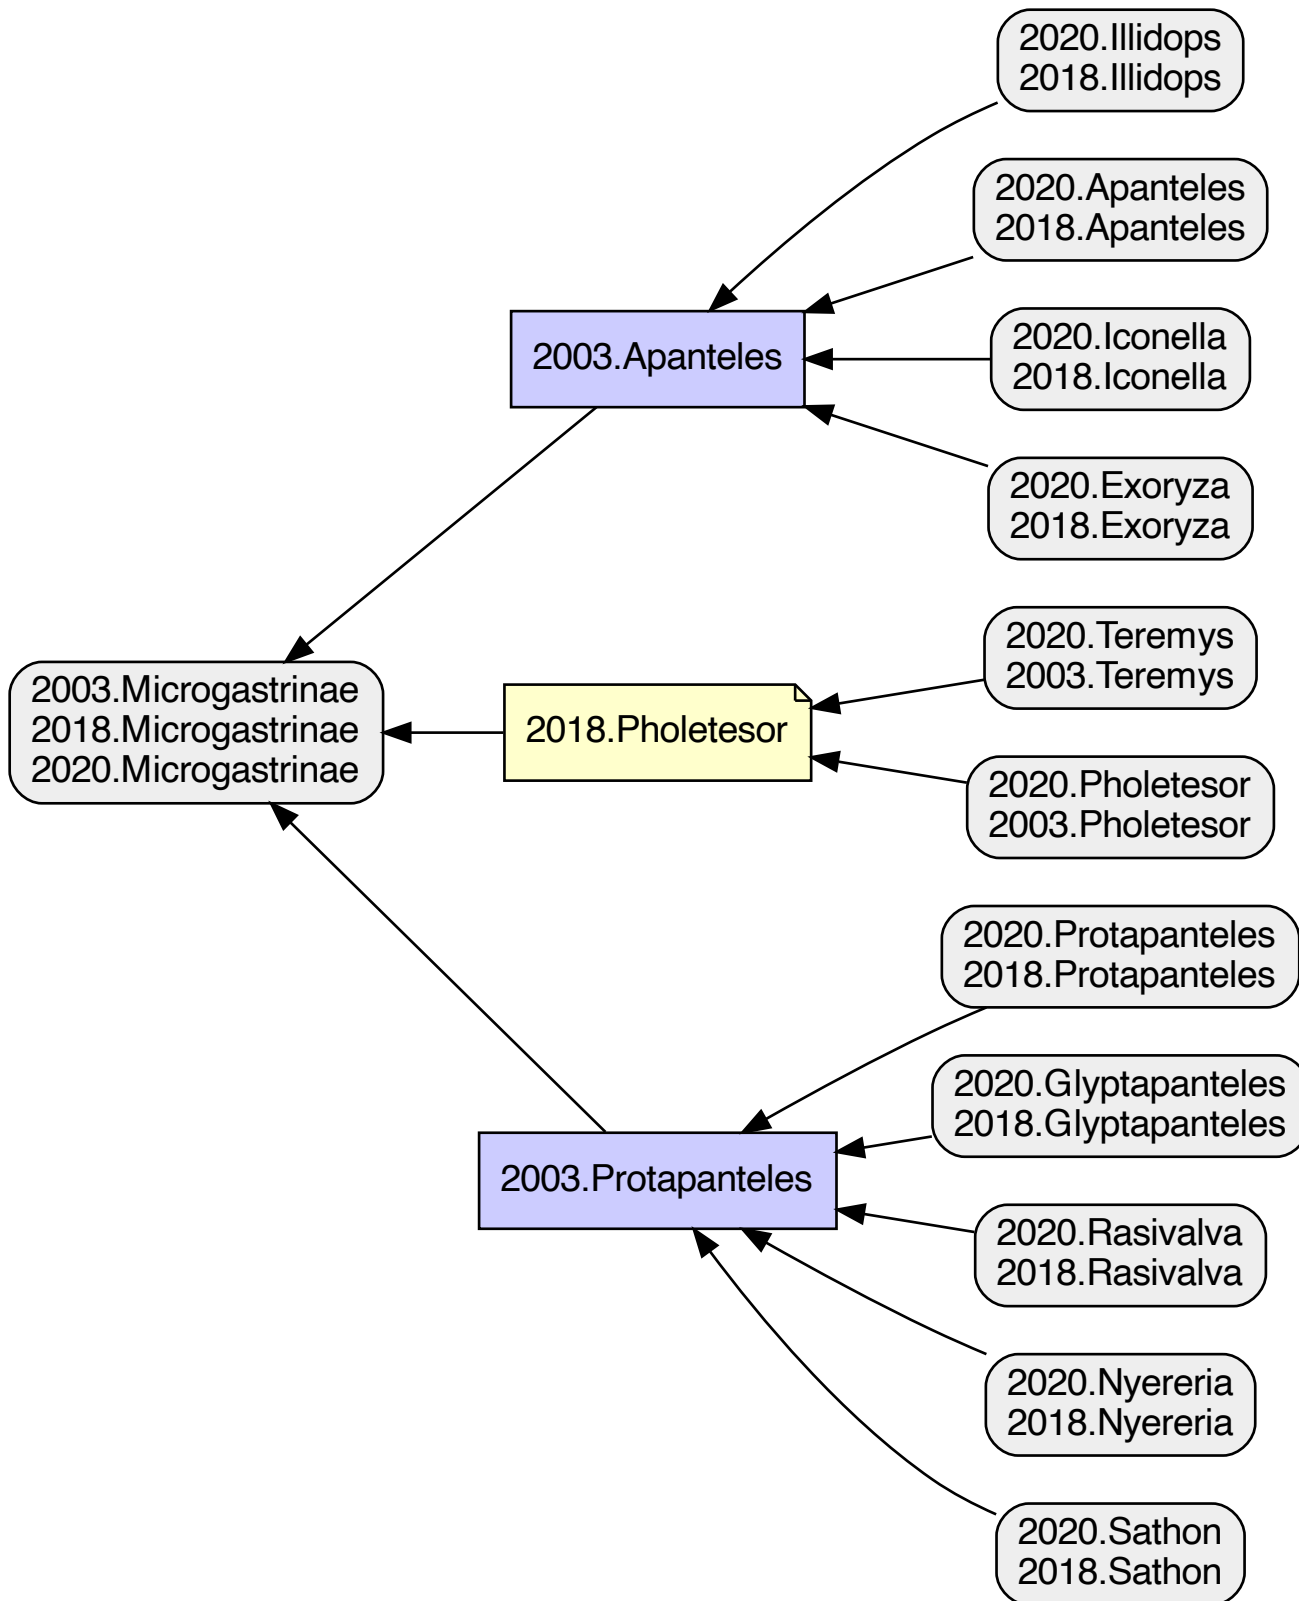 2020.Illidops
2018.Illidops
2020.Apanteles
2018.Apanteles
2020.Iconella
2018.Iconella
2003.Apanteles
2020.Exoryza
2018.Exoryza
2020.Teremys
2003.Teremys
2003.Microgastrinae
2018.Microgastrinae
2020.Microgastrinae
2018.Pholetesor
2020.Pholetesor
2003.Pholetesor
2020.Protapanteles
2018.Protapanteles
2020.Glyptapanteles
2018.Glyptapanteles
2003.Protapanteles
2020.Rasivalva
2018.Rasivalva
2020.Nyereria
2018.Nyereria
2020.Sathon
2018.Sathon